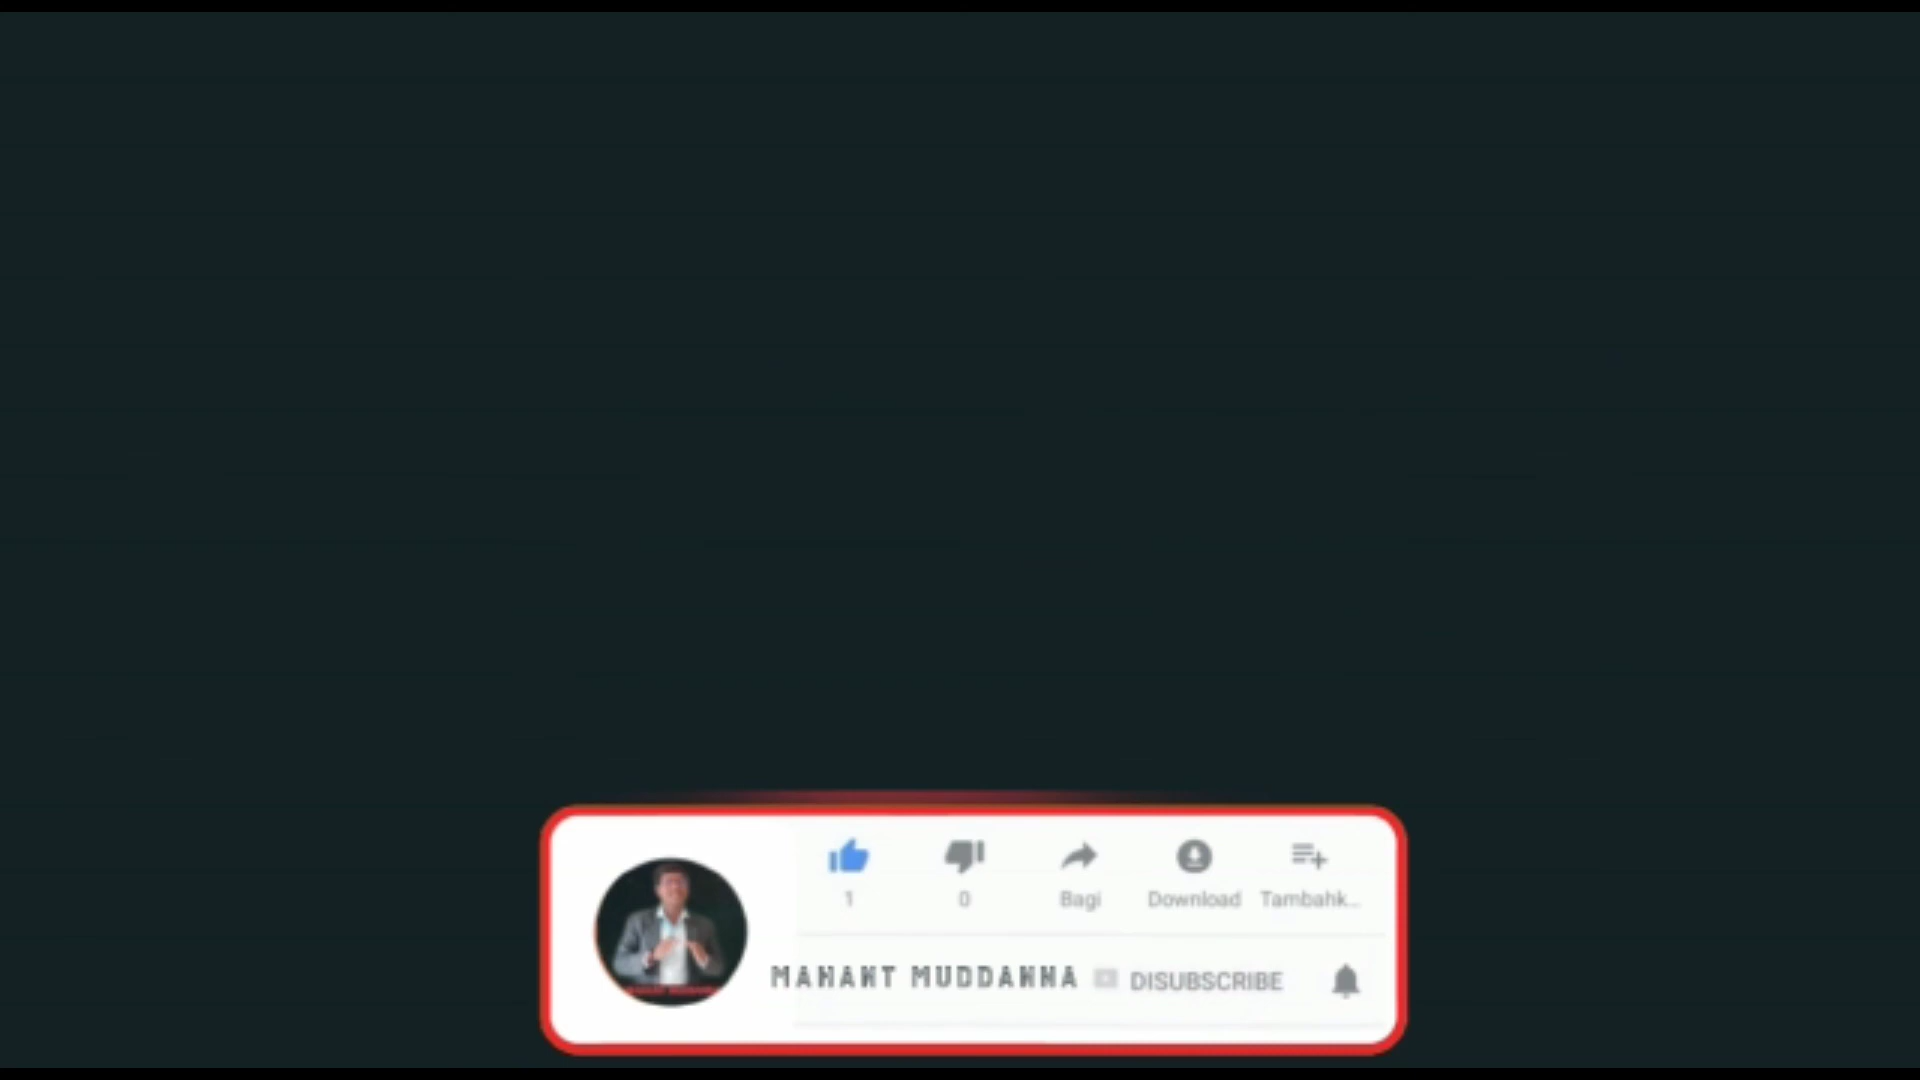 1 0 Bagi Download Tambahk...
MAHANT MUDDANNA DISUBSCRIBE